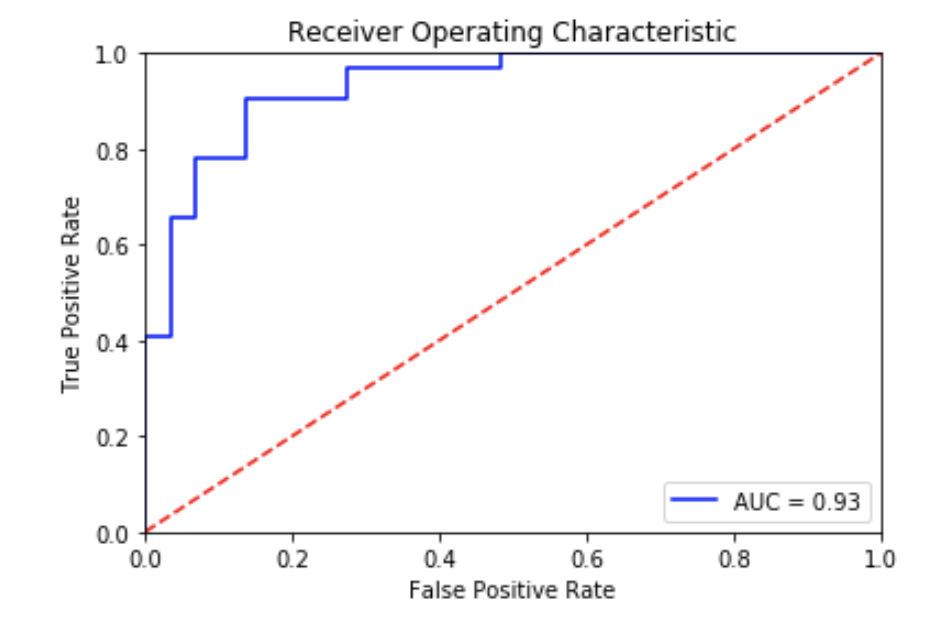 Receiver Operating Characteristic
1.0
0.8
0.6
0.4
0.2
0.0
True Positive Rate
AUC = 0.93
0.0 0.2 0.4 0.6 0.8 1.0
False Positive Rate